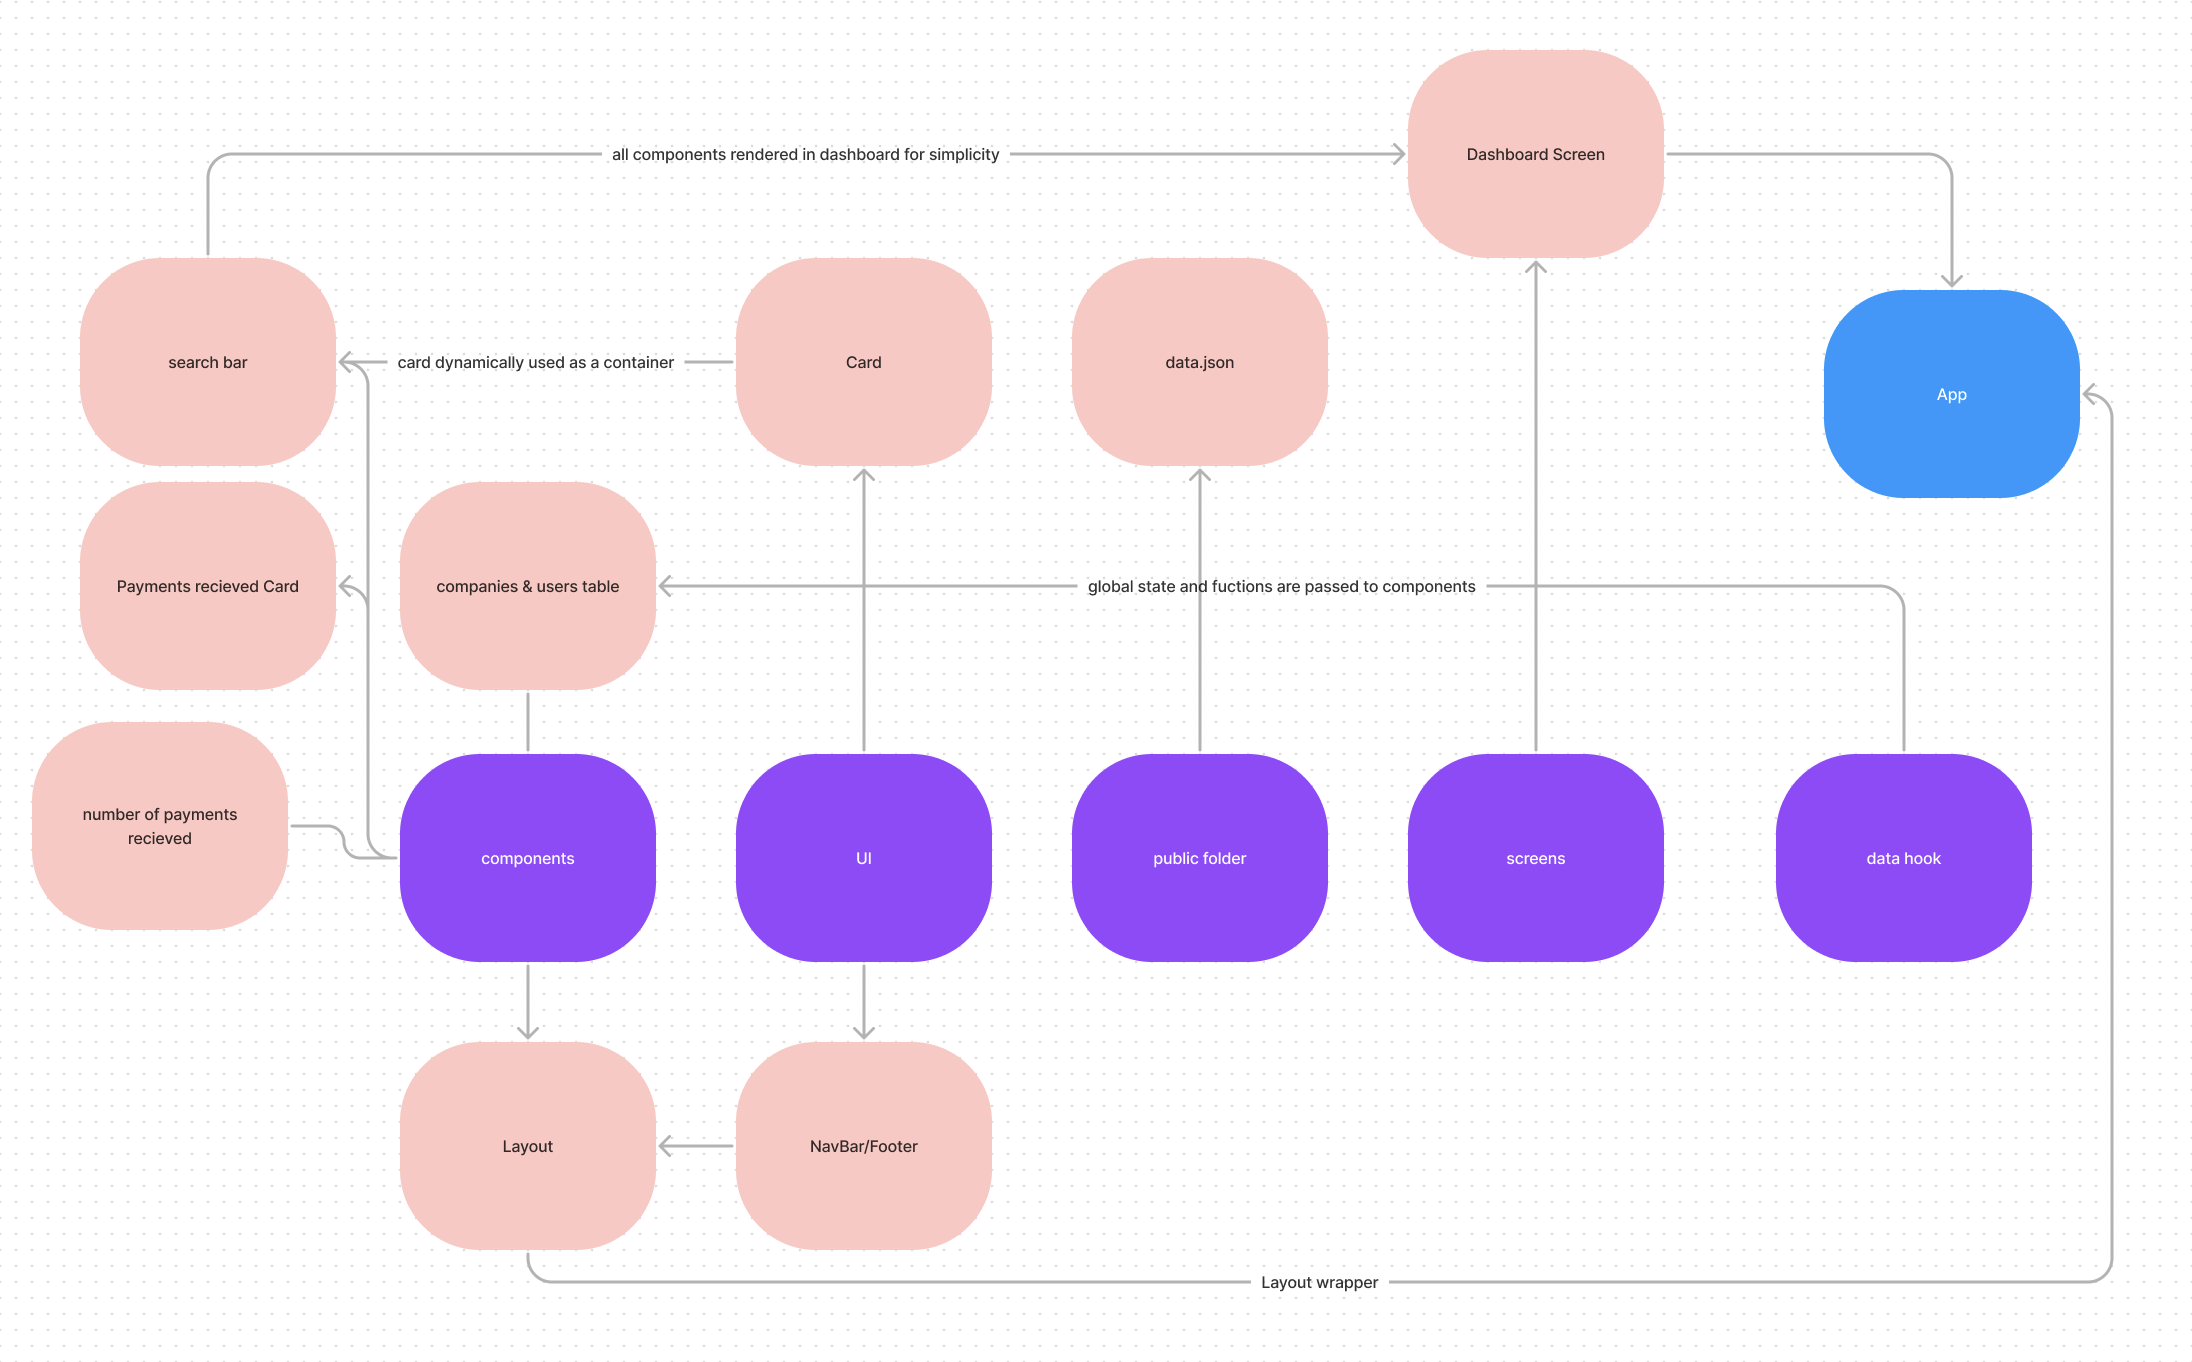 all components rendered in dashboard for simplicity
Dashboard Screen
search bar
card dynamically used as a container
Card
data.json
App
Payments recieved Card
companies & users table
global state and fuctions are passed to components
number of payments
recieved
components
UI
public folder
screens
data hook
Layout
NavBar/Footer
Layout wrapper